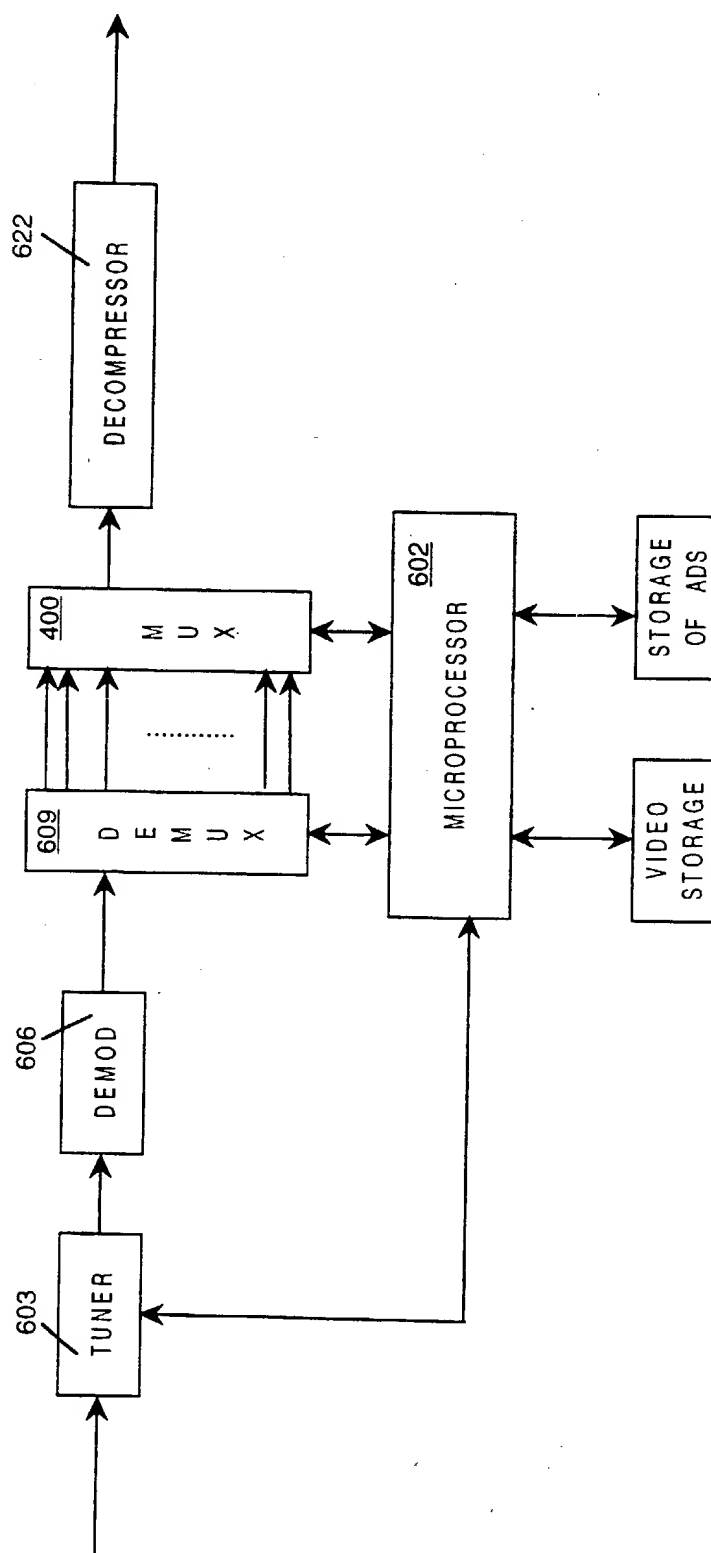 603
TUNER
606
DEMOD
609
DEMUX
400
MUX
622
DECOMPRESSOR
602
MICROPROCESSOR
VIDEO
STORAGE
STORAGE
OF ADS